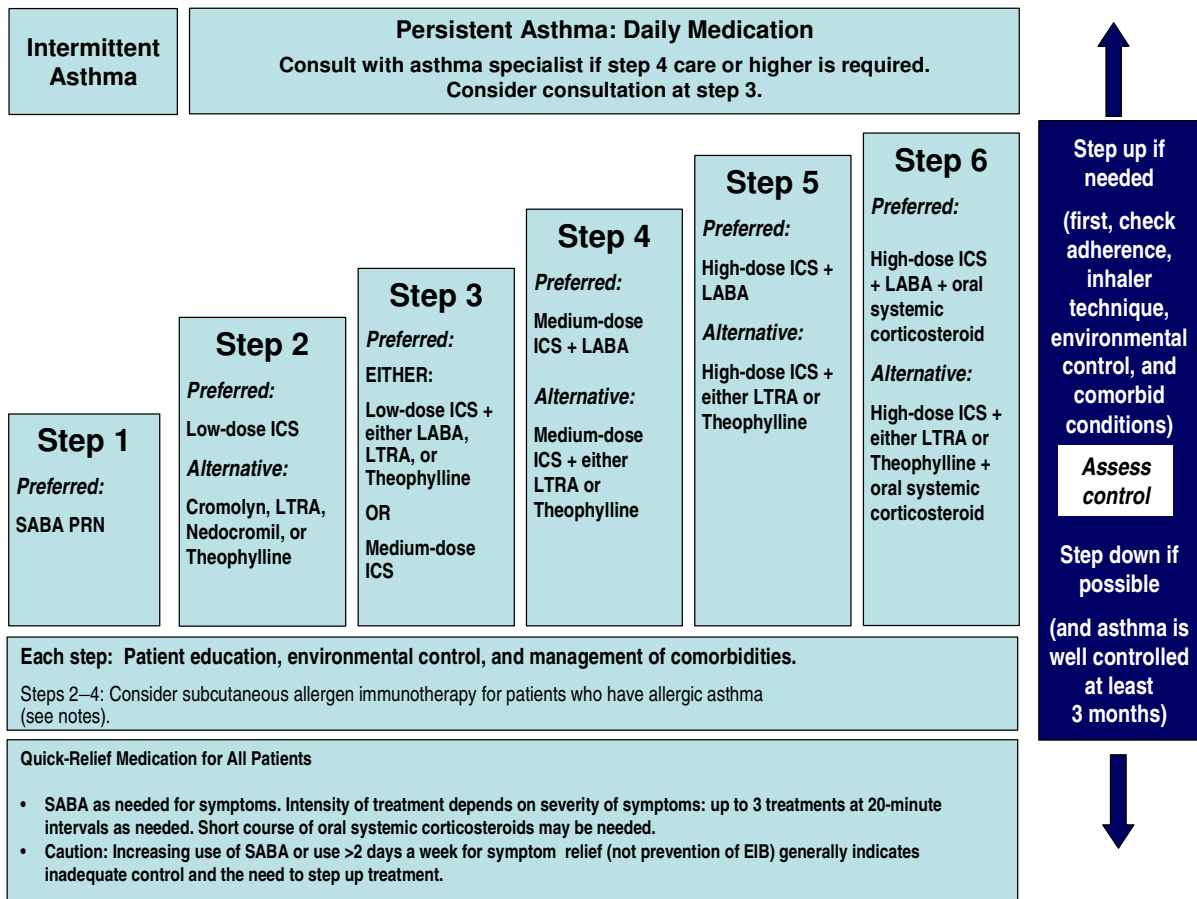 Intermittent
Asthma
Persistent Asthma: Daily Medication
Consult with asthma specialist if step 4 care or higher is required.
Consider consultation at step 3.
Step 1
Preferred:
SABA PRN
Step 2
Preferred:
Low-dose ICS
Alternative:
Cromolyn, LTRA,
Nedocromil, or
Theophylline
Step 3
Preferred:
EITHER:
Low-dose ICS +
either LABA,
LTRA, or
Theophylline
OR
Medium-dose
ICS
Step 4
Preferred:
Medium-dose
ICS + LABA
Alternative:
Medium-dose
ICS + either
LTRA or
Theophylline
Step 5
Preferred:
High-dose ICS +
LABA
Alternative:
High-dose ICS +
either LTRA or
Theophylline
Step 6
Preferred:
High-dose ICS
+ LABA + oral
systemic
corticosteroid
Alternative:
High-dose ICS +
either LTRA or
Theophylline +
oral systemic
corticosteroid
Step up if
needed
(first, check
adherence,
inhaler
technique,
environmental
control, and
comorbid
conditions)
Assess
control
Step down if
possible
(and asthma is
well controlled
at least
3 months)
Each step: Patient education, environmental control, and management of comorbidities.
Steps 2–4: Consider subcutaneous allergen immunotherapy for patients who have allergic asthma
(see notes).
Quick-Relief Medication for All Patients
• SABA as needed for symptoms. Intensity of treatment depends on severity of symptoms: up to 3 treatments at 20-minute
intervals as needed. Short course of oral systemic corticosteroids may be needed.
• Caution: Increasing use of SABA or use >2 days a week for symptom relief (not prevention of EIB) generally indicates
inadequate control and the need to step up treatment.